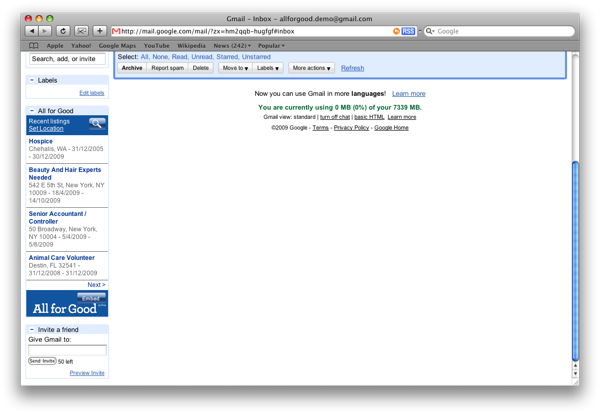 Gmail - Inbox - allforgood.demo@gmail.com
http://mail.google.com/mail/?zx=hm2qqb-hugfgf#inbox
RSS
Google
Apple Yahoo! Google Maps YouTube Wikipedia News (242) Popular
Search, add, or invite
Select: All, None, Read, Unread, Starred, Unstarred
Archive Report spam Delete Move to Labels More actions Refresh
Labels
Edit labels
Now you can use Gmail in more languages! Learn more
You are currently using 0 MB (0%) of your 7339 MB.
Gmail view: standard | turn off chat | basic HTML Learn more
©2009 Google - Terms - Privacy Policy - Google Home
All for Good
Recent listings
Set Location
Hospice
Chehalis, WA - 31/12/2005
- 30/12/2009
Beauty And Hair Experts
Needed
542 E 5th St, New York, NY
10009 - 18/4/2009 -
14/10/2009
Senior Accountant /
Controller
50 Broadway, New York,
NY 10004 - 5/4/2009 -
5/8/2009
Animal Care Volunteer
Destin, FL 32541 -
31/12/2008 - 31/12/2009
Next >
Embed
All for Good
Invite a friend
Give Gmail to:
Send Invite 50 left
Preview Invite